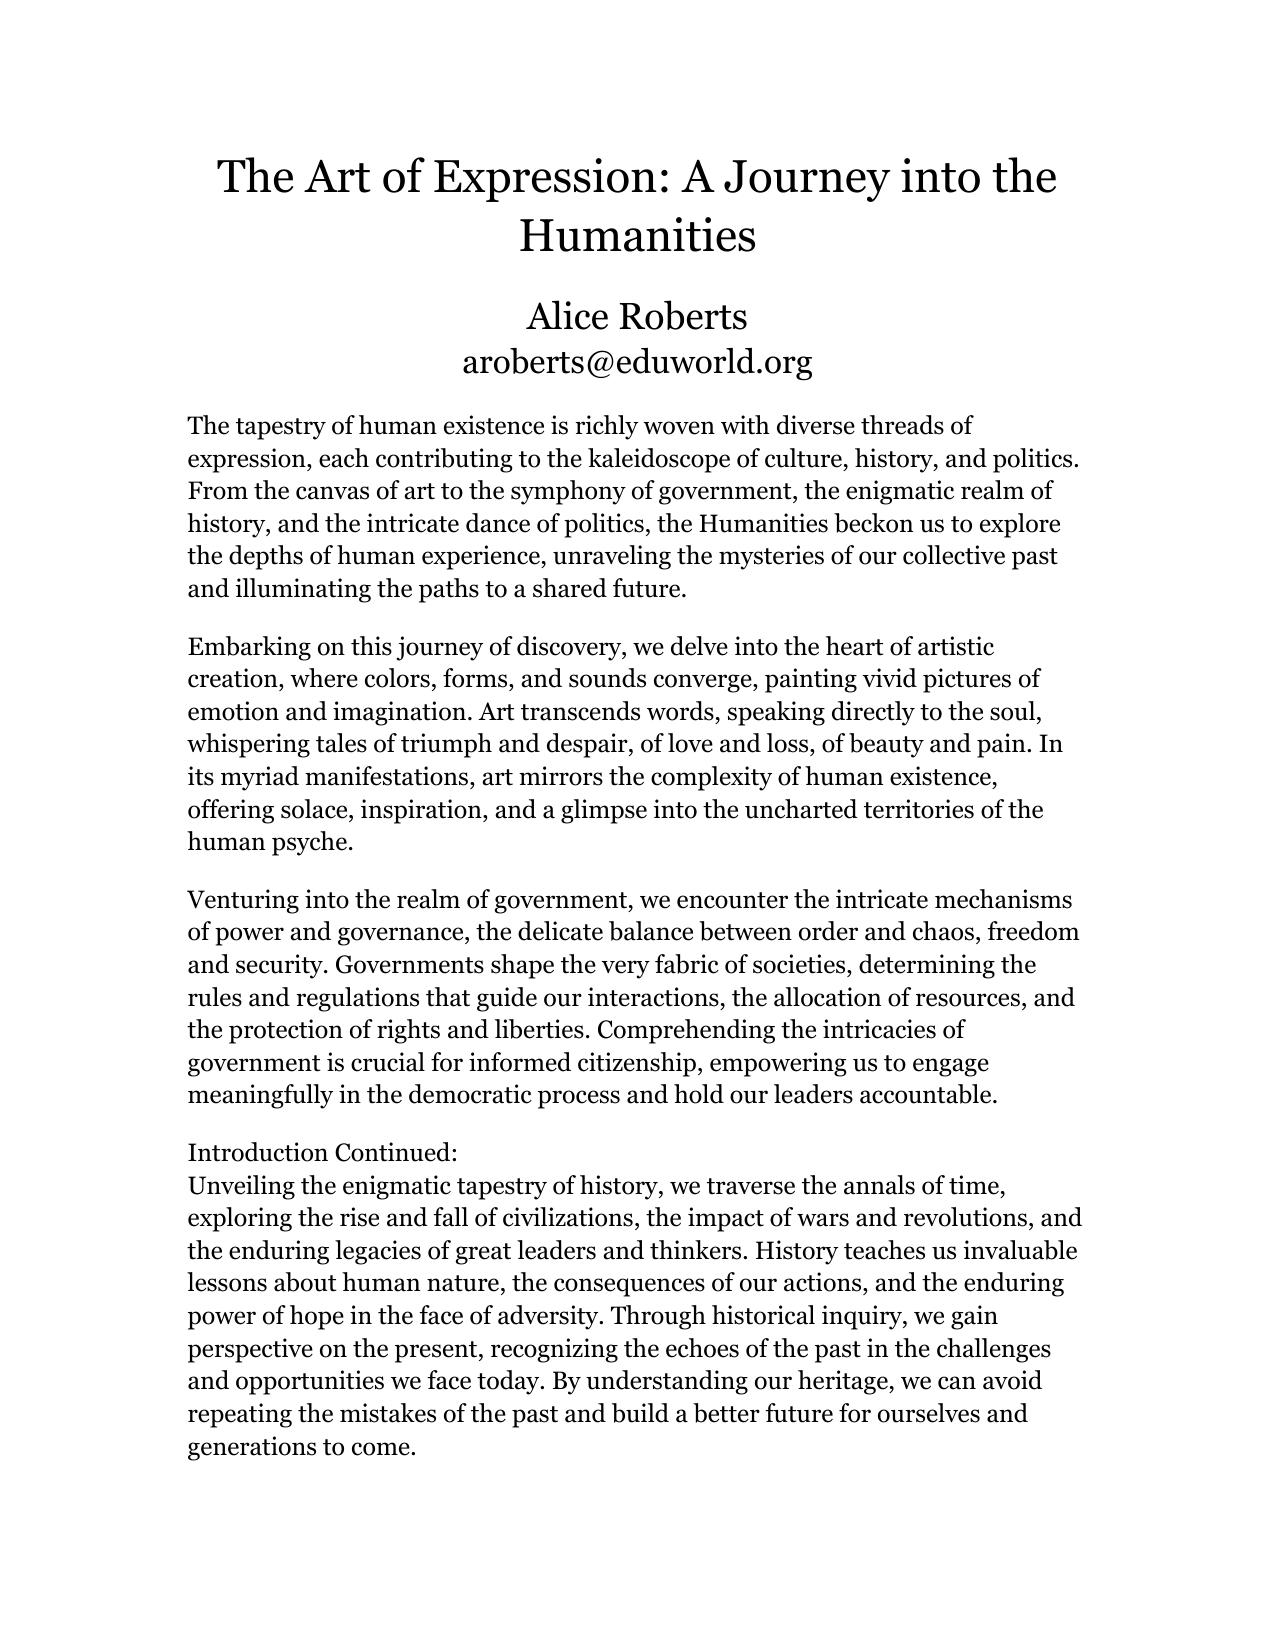 The Art of Expression: A Journey into the
Humanities
Alice Roberts
aroberts@eduworld.org
The tapestry of human existence is richly woven with diverse threads of
expression, each contributing to the kaleidoscope of culture, history, and politics.
From the canvas of art to the symphony of government, the enigmatic realm of
history, and the intricate dance of politics, the Humanities beckon us to explore
the depths of human experience, unraveling the mysteries of our collective past
and illuminating the paths to a shared future.
Embarking on this journey of discovery, we delve into the heart of artistic
creation, where colors, forms, and sounds converge, painting vivid pictures of
emotion and imagination. Art transcends words, speaking directly to the soul,
whispering tales of triumph and despair, of love and loss, of beauty and pain. In
its myriad manifestations, art mirrors the complexity of human existence,
offering solace, inspiration, and a glimpse into the uncharted territories of the
human psyche.
Venturing into the realm of government, we encounter the intricate mechanisms
of power and governance, the delicate balance between order and chaos, freedom
and security. Governments shape the very fabric of societies, determining the
rules and regulations that guide our interactions, the allocation of resources, and
the protection of rights and liberties. Comprehending the intricacies of
government is crucial for informed citizenship, empowering us to engage
meaningfully in the democratic process and hold our leaders accountable.
Introduction Continued:
Unveiling the enigmatic tapestry of history, we traverse the annals of time,
exploring the rise and fall of civilizations, the impact of wars and revolutions, and
the enduring legacies of great leaders and thinkers. History teaches us invaluable
lessons about human nature, the consequences of our actions, and the enduring
power of hope in the face of adversity. Through historical inquiry, we gain
perspective on the present, recognizing the echoes of the past in the challenges
and opportunities we face today. By understanding our heritage, we can avoid
repeating the mistakes of the past and build a better future for ourselves and
generations to come.